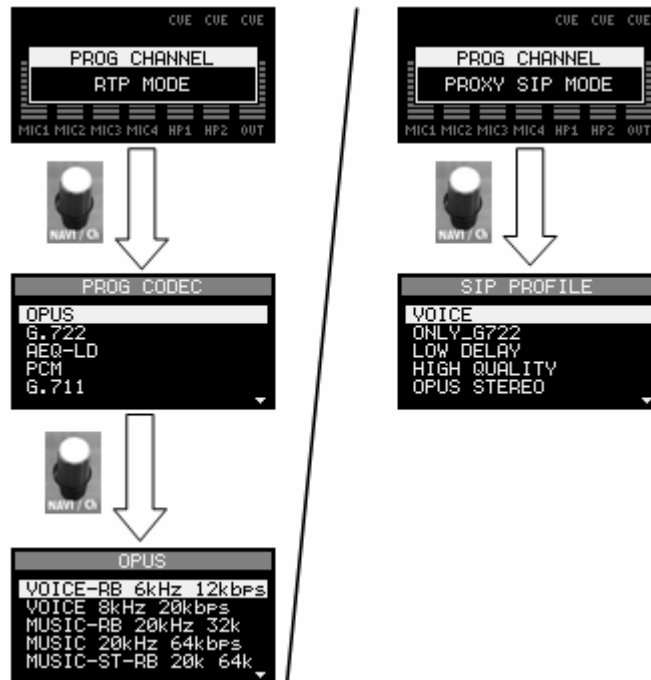 CUE CUE CUE
PROG CHANNEL
RTP MODE
MIC1 MIC2 MIC3 MIC4 HP1 HP2 OUT
NAVI / Ch
PROG CODEC
OPUS
G.722
AEQ-LD
PCM
G.711
NAVI / Ch
OPUS
VOICE-RB 6kHz 12kbps
VOICE 8kHz 20kbps
MUSIC-RB 20kHz 32k
MUSIC 20kHz 64kbps
MUSIC-ST-RB 20k 64k
CUE CUE CUE
PROG CHANNEL
PROXY SIP MODE
MIC1 MIC2 MIC3 MIC4 HP1 HP2 OUT
NAVI / Ch
SIP PROFILE
VOICE
ONLY_G722
LOW DELAY
HIGH QUALITY
OPUS STEREO